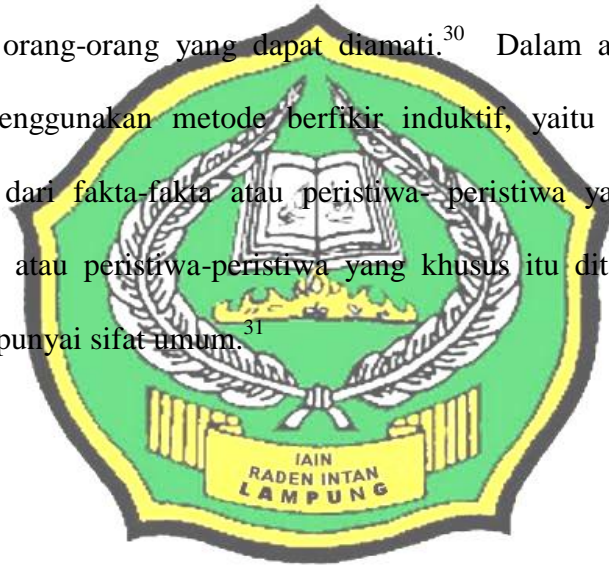 orang-orang yang dapat diamati.30 Dalam a
enggunakan metode berfikir induktif, yaitu
dari fakta-fakta atau peristiwa- peristiwa ya
atau peristiwa-peristiwa yang khusus itu dit
punyai sifat umum.31
IAIN
RADEN INTAN
LAMPUNG